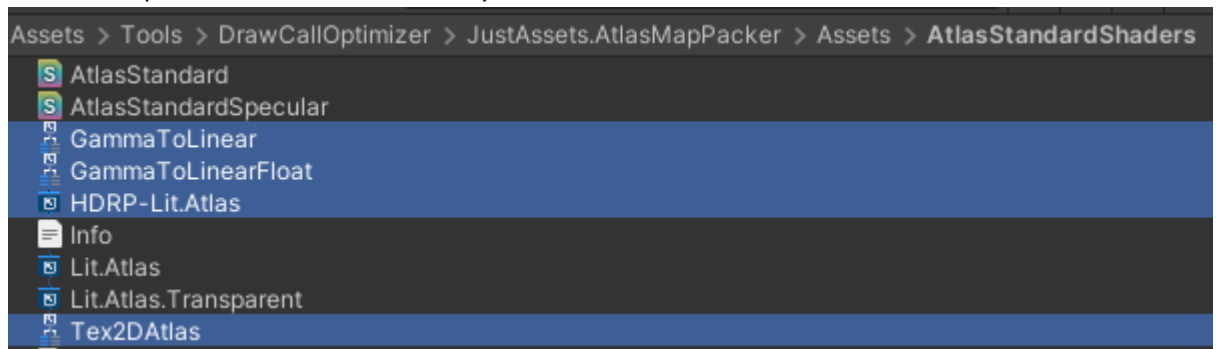 Assets > Tools > DrawCallOptimizer > JustAssets.AtlasMapPacker > Assets > AtlasStandardShaders
AtlasStandard
AtlasStandardSpecular
GammaToLinear
GammaToLinearFloat
HDRP-Lit.Atlas
Info
Lit.Atlas
Lit.Atlas.Transparent
Tex2DAtlas